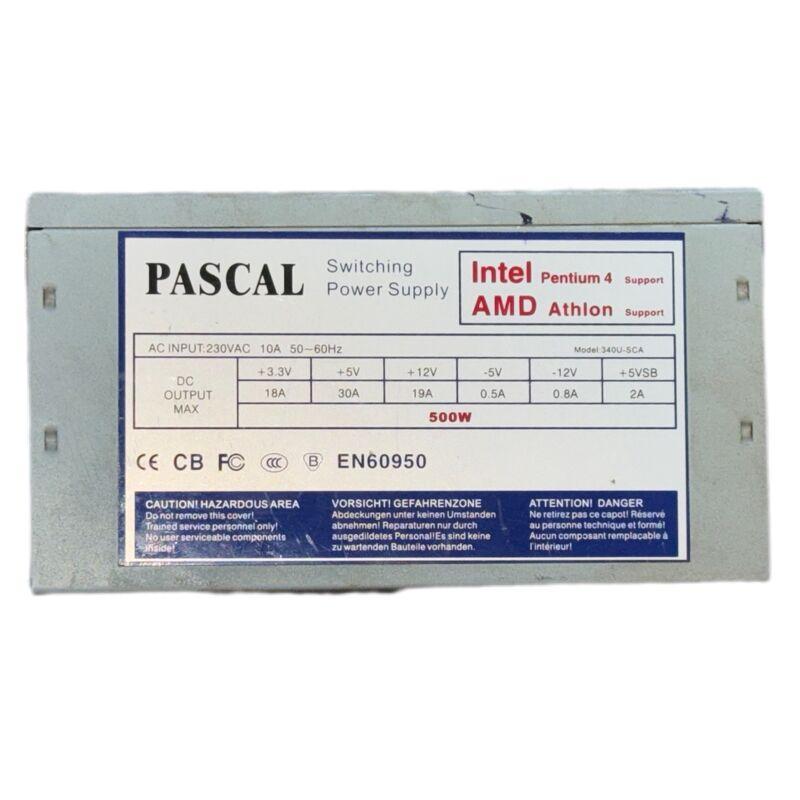 PASCAL
Switching
Power Supply
Intel Pentium 4 Support
AMD Athlon Support
AC INPUT:230VAC 10A 50~60Hz
Model:340U-SCA
DC OUTPUT MAX
+3.3V +5V +12V -5V -12V +5VSB
18A 30A 19A 0.5A 0.8A 2A
500W
CE CB FC CCC B EN60950
CAUTION! HAZARDOUS AREA
Do not remove this cover!
Trained service personnel only!
No user serviceable components
inside!
VORSICHT! GEFAHRENZONE
Abdeckungen unter keinen Umstanden
abnehmen! Reparaturen nur durch
ausgedildetes Personal!Es sind keine
zu wartenden Bauteile vorhanden.
ATTENTION! DANGER
Ne retirez pas ce capot! Réservé
au personne technique et formé!
Aucun composant remplaçable à
l'intérieur!